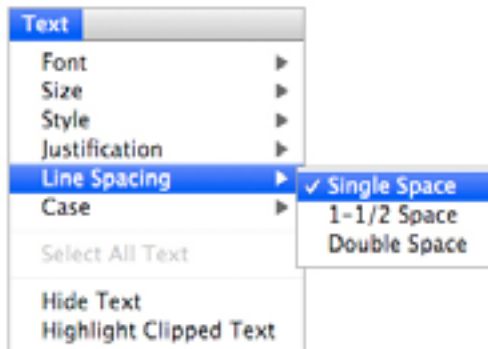 Text
Font
Size
Style
Justification
Line Spacing
Case
Select All Text
Hide Text
Highlight Clipped Text
✓ Single Space
1-1/2 Space
Double Space